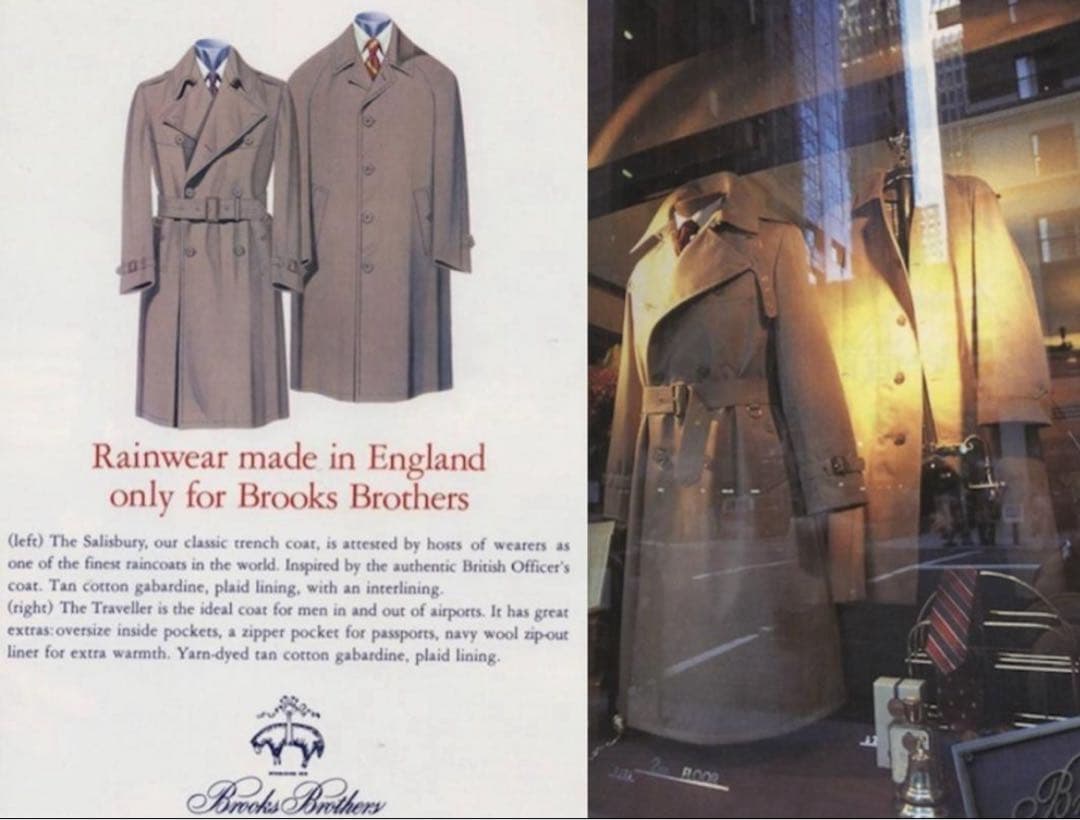 Rainwear made in England
only for Brooks Brothers
(left) The Salisbury, our classic trench coat, is attested by hosts of wearers as
one of the finest raincoats in the world. Inspired by the authentic British Officer's
coat. Tan cotton gabardine, plaid lining, with an interlining.
(right) The Traveller is the ideal coat for men in and out of airports. It has great
extras:oversize inside pockets, a zipper pocket for passports, navy wool zip-out
liner for extra warmth. Yarn-dyed tan cotton gabardine, plaid lining.
Brooks Brothers